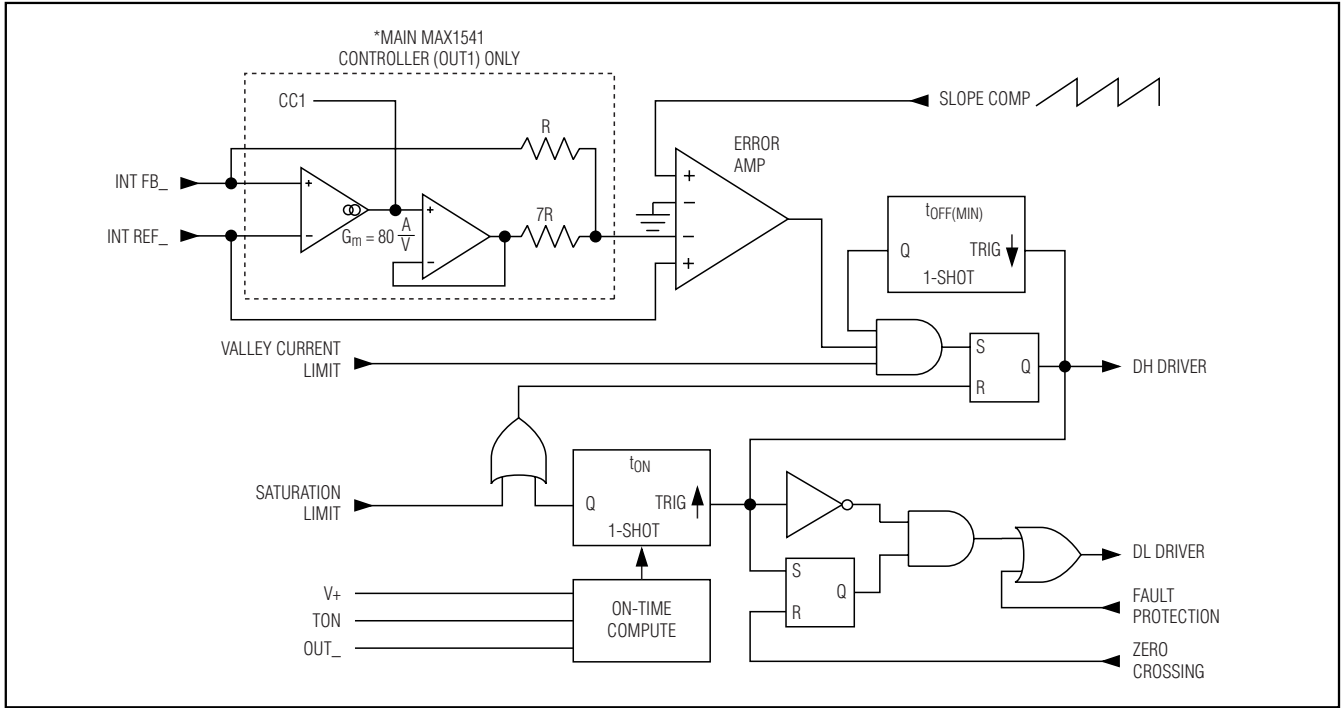 *MAIN MAX1541
CONTROLLER (OUT1) ONLY
CC1
SLOPE COMP
R
ERROR
AMP
INT FB_
+
+
tOFF(MIN)
+
7R
−
Q
TRIG
INT REF_
−
Gm = 80 A/V
−
−
+
1-SHOT
VALLEY CURRENT
LIMIT
S
Q
DH DRIVER
R
tON
SATURATION
LIMIT
Q
TRIG
1-SHOT
DL DRIVER
S
V+
Q
FAULT
PROTECTION
TON
ON-TIME
COMPUTE
R
OUT_
ZERO
CROSSING